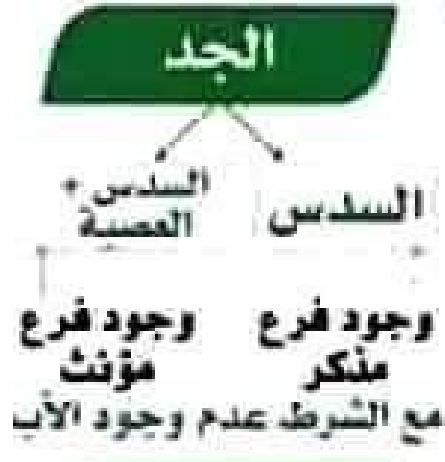 الجد
السدس
السدس +
العصبة
وجود فرع
مذكر
وجود فرع
مؤنث
مع الشرط عدم وجود الأب